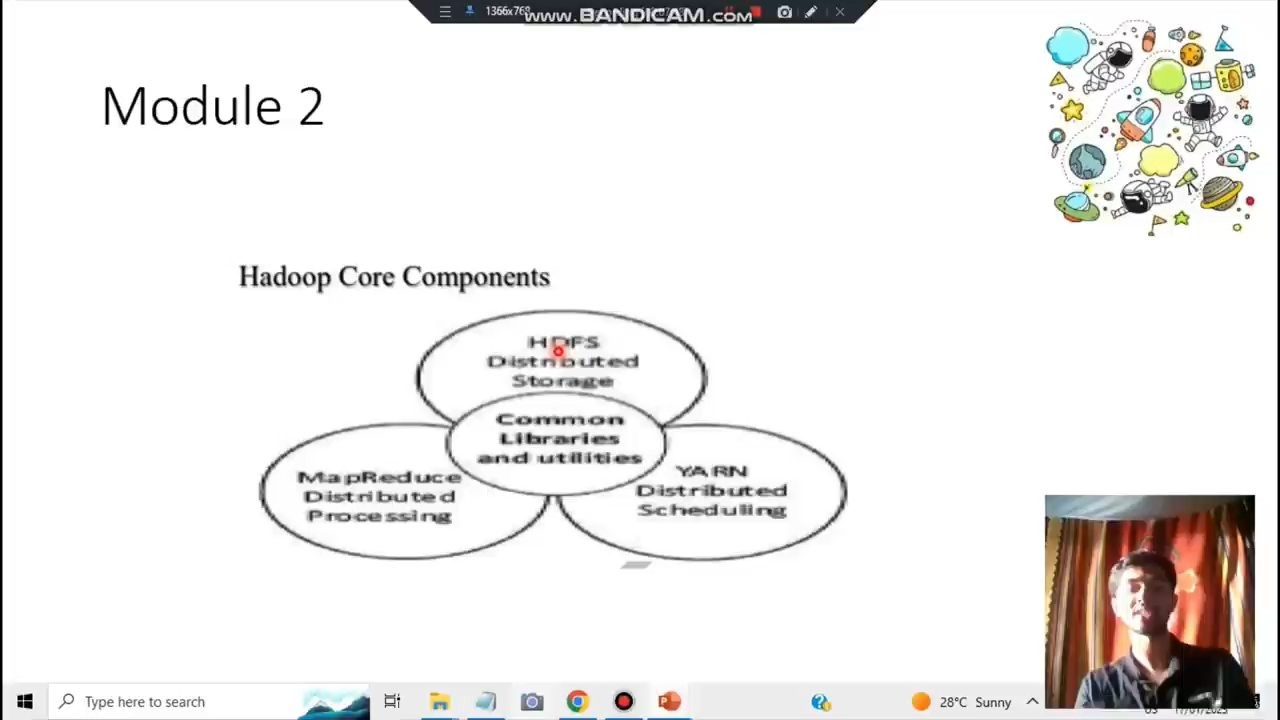 1366x768
www.BANDICAM.com
Module 2
Hadoop Core Components
HDFS
Distributed
Storage
Common
Libraries
and utilities
MapReduce
Distributed
Processing
YARN
Distributed
Scheduling
Type here to search
28°C Sunny